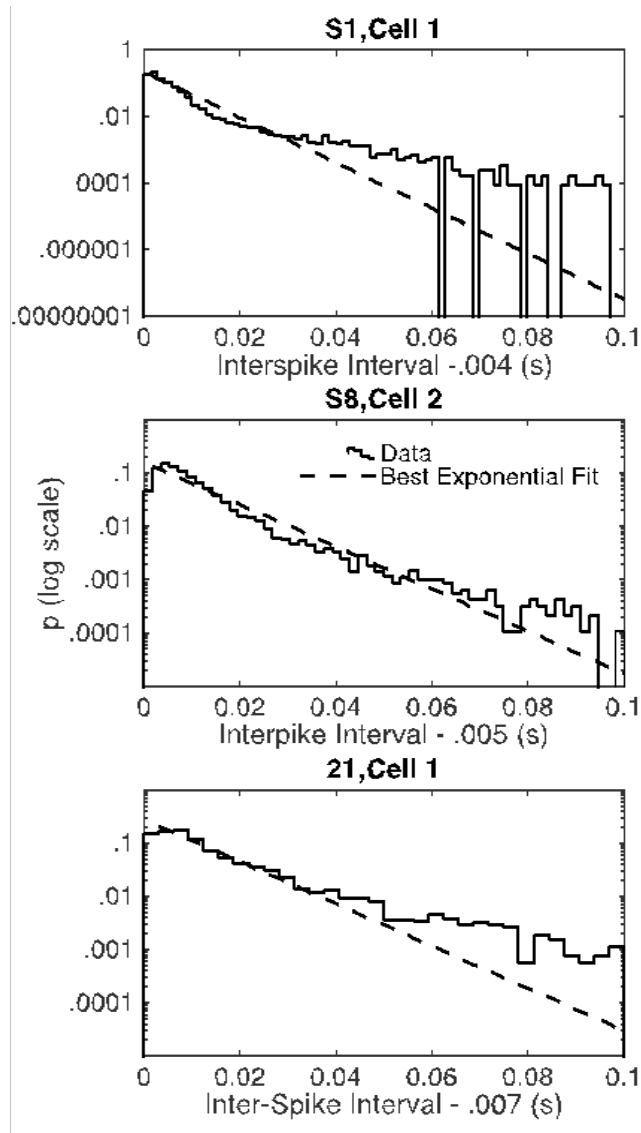 S1,Cell 1
1
.01
0001
.000001
.00000001
0 0.02 0.04 0.06 0.08 0.1
Interspike Interval -.004 (s)
S8,Cell 2
Data
Best Exponential Fit
p (log scale)
.1
.01
.001
.0001
0 0.02 0.04 0.06 0.08 0.1
Interpike Interval - .005 (s)
21,Cell 1
.1
.01
.001
.0001
0 0.02 0.04 0.06 0.08 0.1
Inter-Spike Interval - .007 (s)